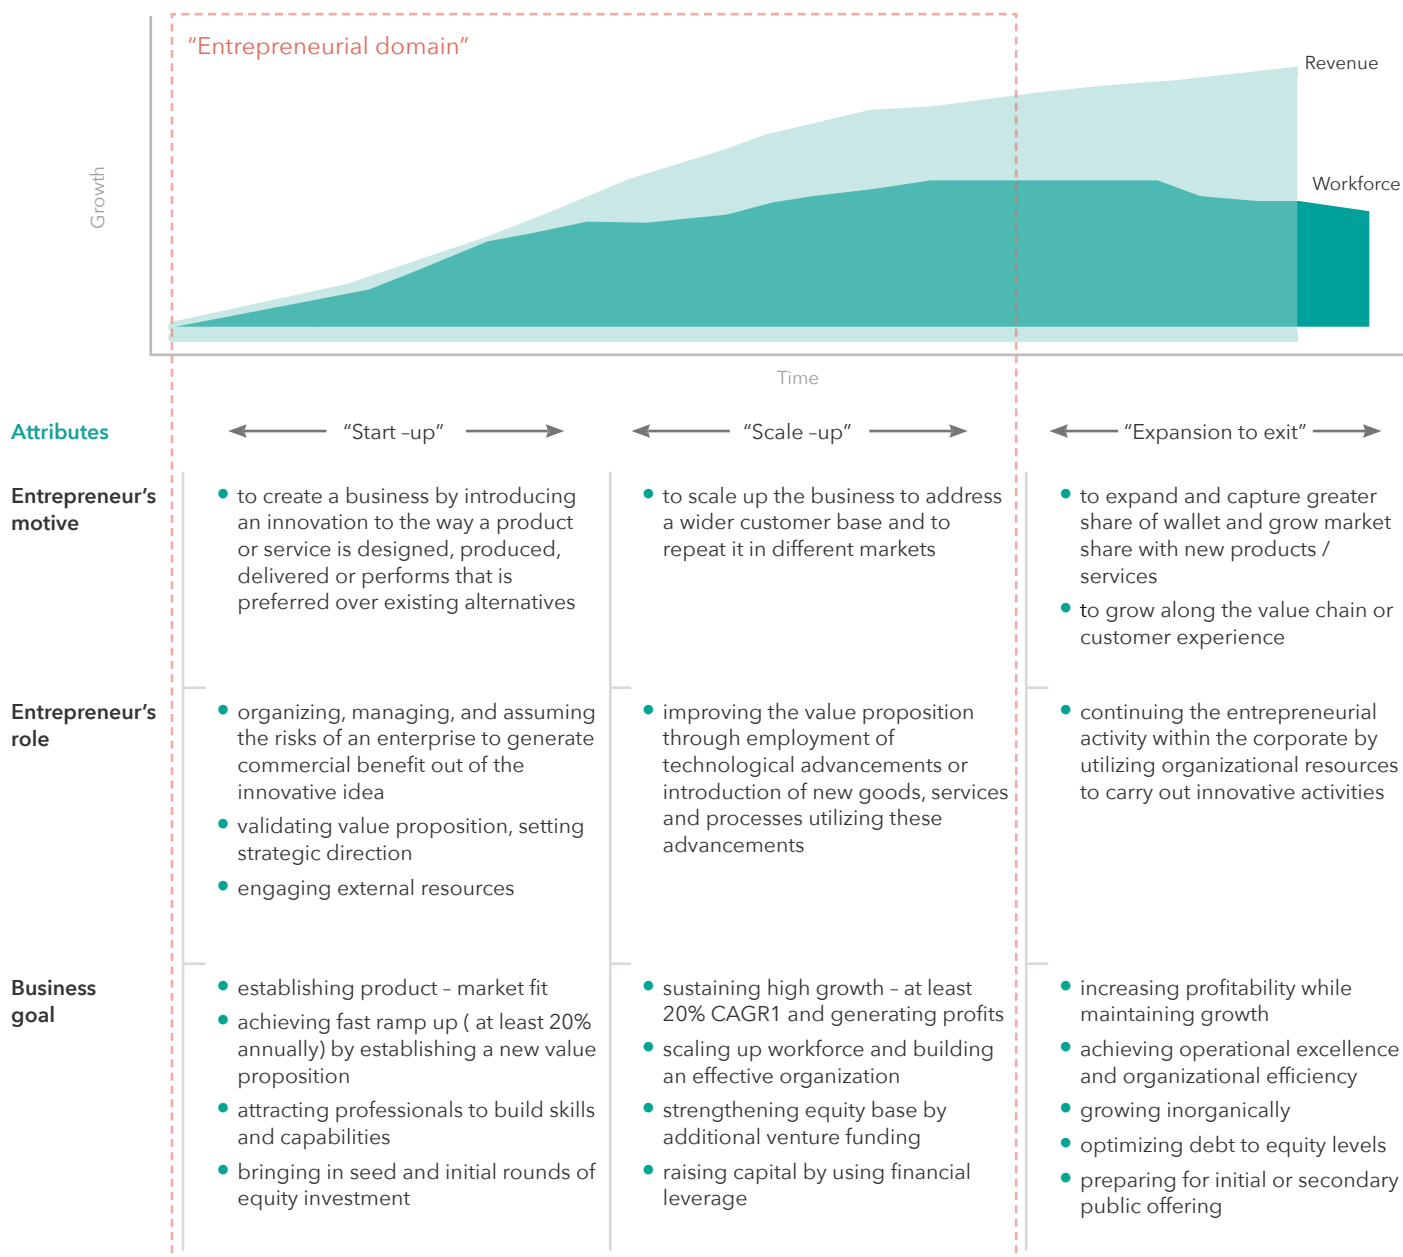 “Entrepreneurial domain”
Revenue
Workforce
Growth
Time
Attributes
“Start –up”
“Scale –up”
“Expansion to exit”
Entrepreneur’s
motive
• to create a business by introducing
an innovation to the way a product
or service is designed, produced,
delivered or performs that is
preferred over existing alternatives
• to scale up the business to address
a wider customer base and to
repeat it in different markets
• to expand and capture greater
share of wallet and grow market
share with new products /
services
• to grow along the value chain or
customer experience
Entrepreneur’s
role
• organizing, managing, and assuming
the risks of an enterprise to generate
commercial benefit out of the
innovative idea
• validating value proposition, setting
strategic direction
• engaging external resources
• improving the value proposition
through employment of
technological advancements or
introduction of new goods, services
and processes utilizing these
advancements
• continuing the entrepreneurial
activity within the corporate by
utilizing organizational resources
to carry out innovative activities
Business
goal
• establishing product – market fit
• achieving fast ramp up ( at least 20%
annually) by establishing a new value
proposition
• attracting professionals to build skills
and capabilities
• bringing in seed and initial rounds of
equity investment
• sustaining high growth – at least
20% CAGR1 and generating profits
• scaling up workforce and building
an effective organization
• strengthening equity base by
additional venture funding
• raising capital by using financial
leverage
• increasing profitability while
maintaining growth
• achieving operational excellence
and organizational efficiency
• growing inorganically
• optimizing debt to equity levels
• preparing for initial or secondary
public offering